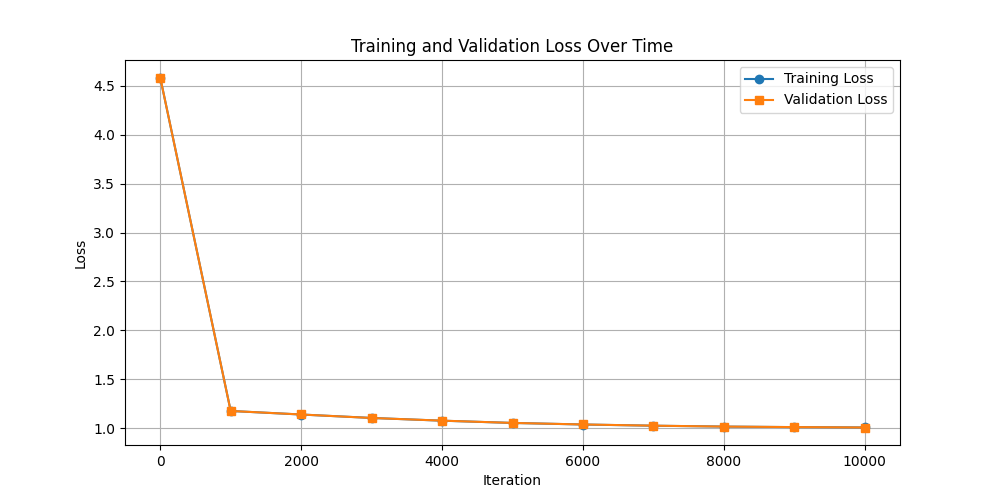 Training and Validation Loss Over Time
Training Loss
Validation Loss
4.5
4.0
3.5
3.0
2.5
2.0
1.5
1.0
Loss
0 2000 4000 6000 8000 10000
Iteration